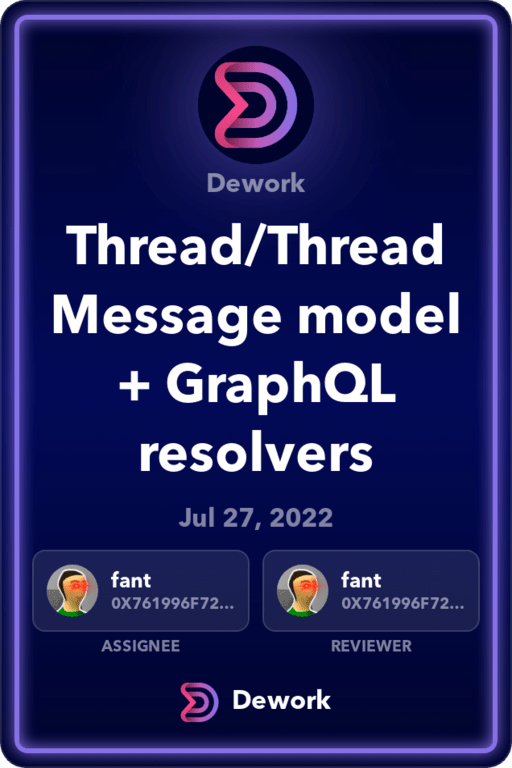 Dework
Thread/Thread
Message model
+ GraphQL
resolvers
Jul 27, 2022
fant
0X761996F72...
ASSIGNEE
fant
0X761996F72...
REVIEWER
Dework